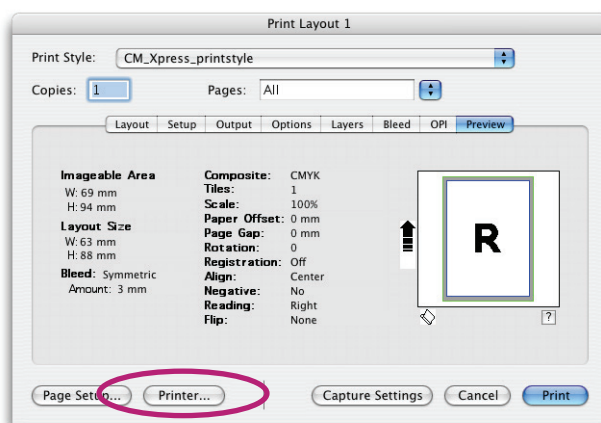 Print Layout 1
Print Style: CM_Xpress_printstyle
Copies: 1 Pages: All
Layout Setup Output Options Layers Bleed OPI Preview
Imageable Area
W: 69 mm
H: 94 mm
Layout Size
W: 63 mm
H: 88 mm
Bleed: Symmetric
Amount: 3 mm
Composite: CMYK
Tiles: 1
Scale: 100%
Paper Offset: 0 mm
Page Gap: 0 mm
Rotation: 0
Registration: Off
Align: Center
Negative: No
Reading: Right
Flip: None
R
?
Page Setup... Printer... Capture Settings Cancel Print